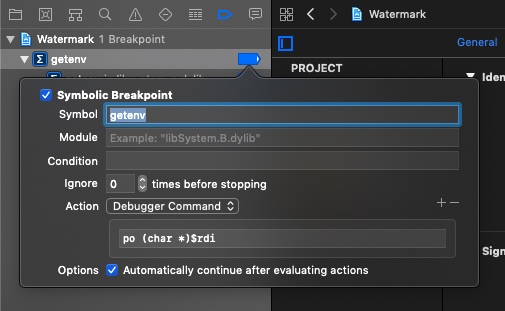 Watermark 1 Breakpoint
getenv
Watermark
General
PROJECT
Iden
Symbolic Breakpoint
Symbol getenv
Module Example: "libSystem.B.dylib"
Condition
Ignore 0 times before stopping
Action Debugger Command
po (char *)$rdi
Sign
Options Automatically continue after evaluating actions